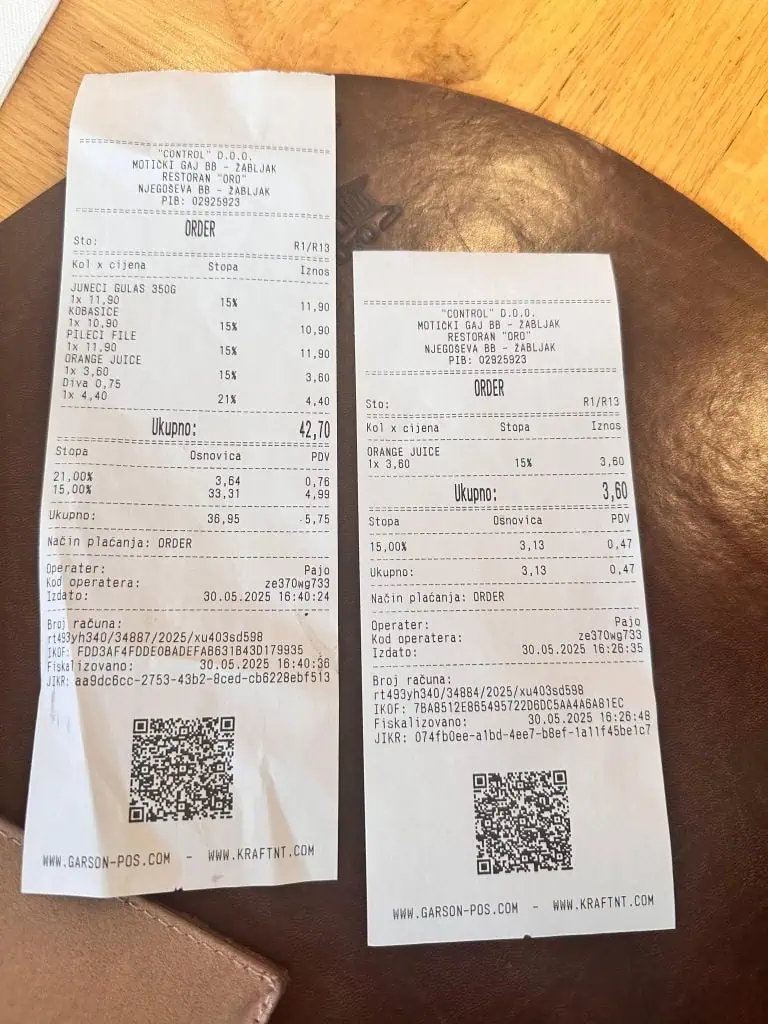 "CONTROL" D.O.O.
MOTIČKI GAJ BB - ŽABLJAK
RESTORAN "ORO"
NJEGOŠEVA BB - ŽABLJAK
PIB: 02925923
ORDER
Sto: R1/R13
Kol x cijena Stopa Iznos
JUNECI GULAS 350G
1x 11,90 15% 11,90
KOBASICE
1x 10,90 15% 10,90
PILECI FILE
1x 11,90 15% 11,90
ORANGE JUICE
1x 3,60 15% 3,60
Diva 0,75
1x 4,40 21% 4,40
Ukupno: 42,70
Stopa Osnovica PDV
21,00% 3,64 0,76
15,00% 33,31 4,99
Ukupno: 36,95 5,75
Način plaćanja: ORDER
Operater: Pajo
Kod operatera: ze370wg733
Izdato: 30.05.2025 16:40:24
Broj računa:
rt493yh340/34887/2025/xu403sd598
IKOF: FDD3AF4FDDE0BADEFAB631B43D179935
Fiskalizovano: 30.05.2025 16:40:36
JIKR: aa9dc6cc-2753-43b2-8ced-cb6228ebf513
WWW.GARSON-POS.COM - WWW.KRAFTNT.COM
"CONTROL" D.O.O.
MOTIČKI GAJ BB - ŽABLJAK
RESTORAN "ORO"
NJEGOŠEVA BB - ŽABLJAK
PIB: 02925923
ORDER
Sto: R1/R13
Kol x cijena Stopa Iznos
ORANGE JUICE
1x 3,60 15% 3,60
Ukupno: 3,60
Stopa Osnovica PDV
15,00% 3,13 0,47
Ukupno: 3,13 0,47
Način plaćanja: ORDER
Operater: Pajo
Kod operatera: ze370wg733
Izdato: 30.05.2025 16:26:35
Broj računa:
rt493yh340/34884/2025/xu403sd598
IKOF: 7BA8512E865495722D6DC5AA4A6A81EC
Fiskalizovano: 30.05.2025 16:26:48
JIKR: 074fb0ee-a1bd-4ee7-b8ef-1a11f45be1c7
WWW.GARSON-POS.COM - WWW.KRAFTNT.COM